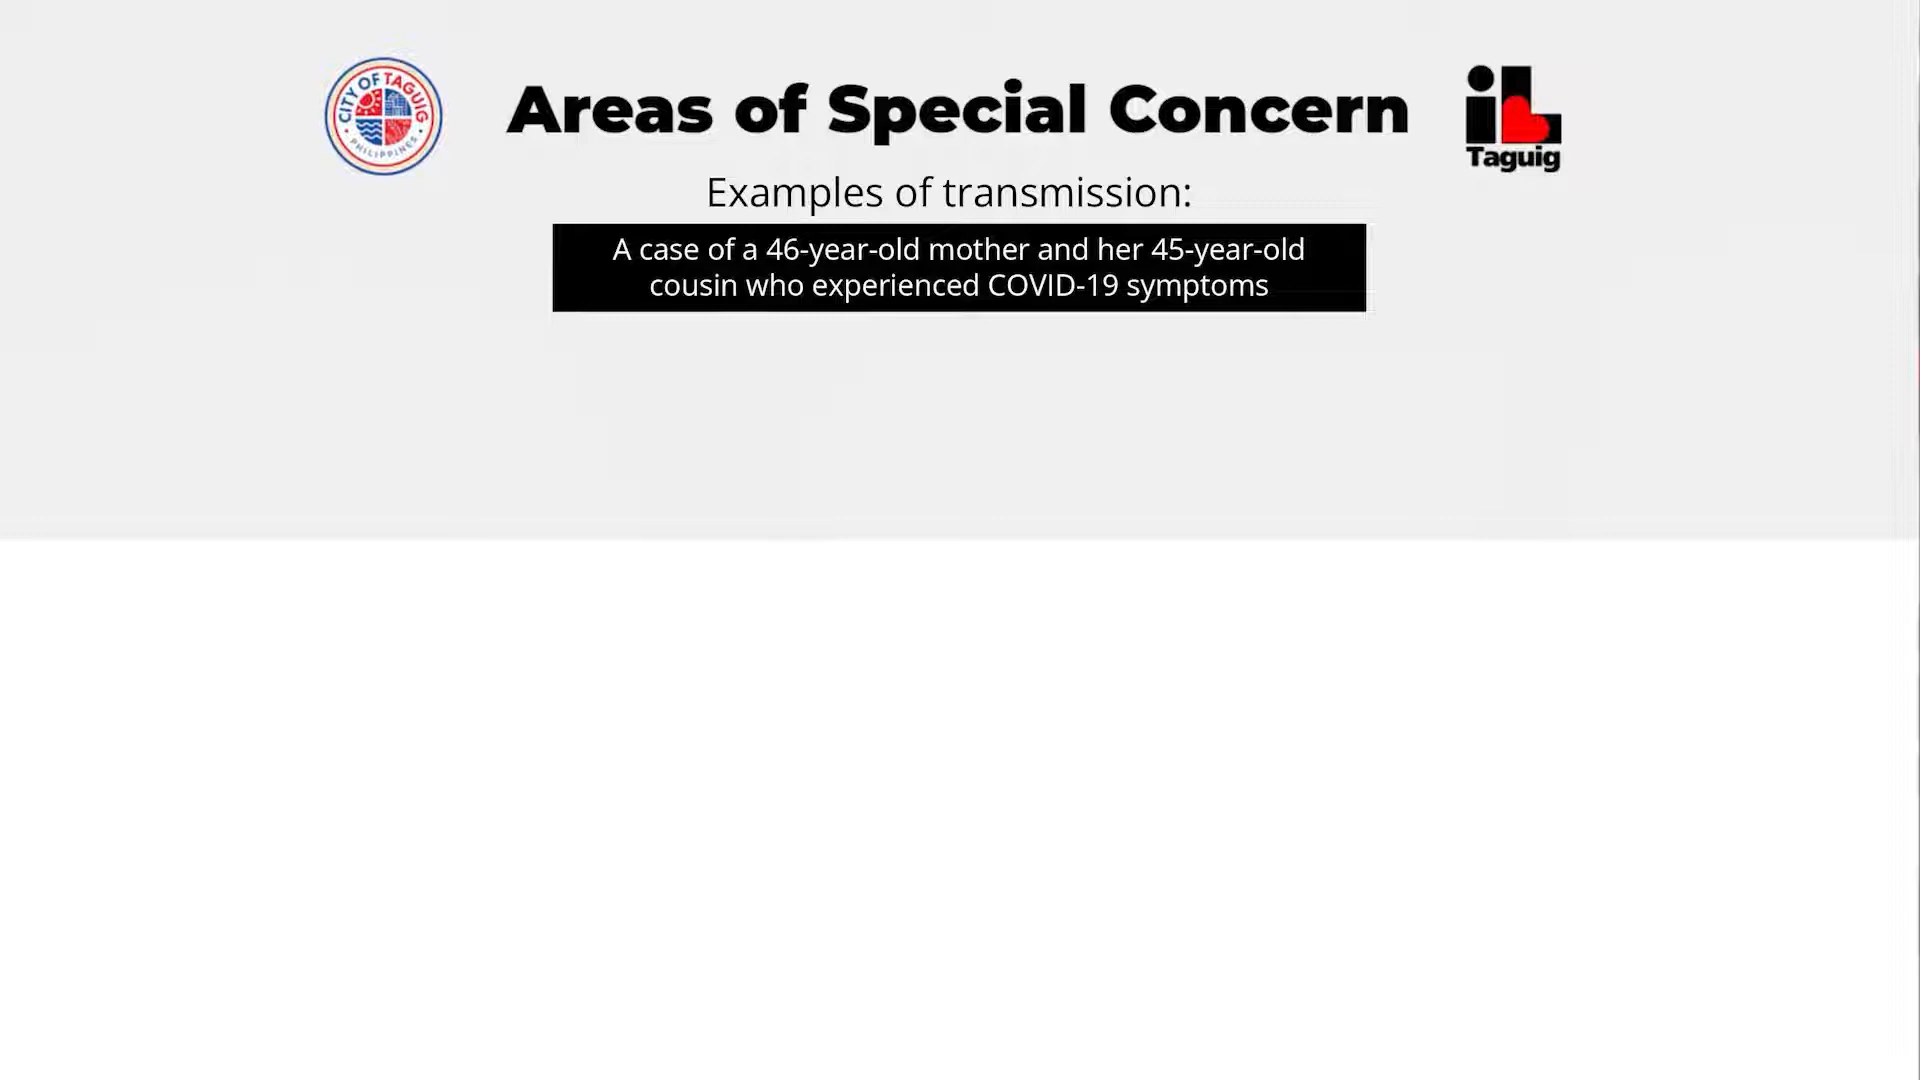 CITY OF TAGUIG
PHILIPPINES
Areas of Special Concern
iL
Taguig
Examples of transmission:
A case of a 46-year-old mother and her 45-year-old
cousin who experienced COVID-19 symptoms